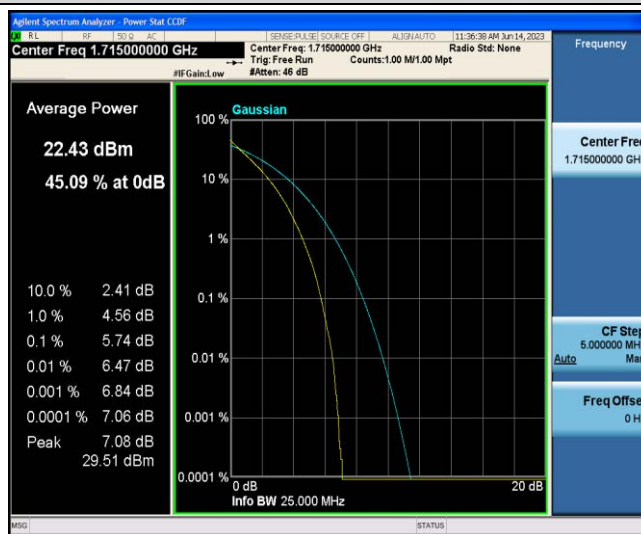 Agilent Spectrum Analyzer - Power Stat CCDF
RL RF 50 Ω AC SENSE:PULSE SOURCE OFF ALIGN AUTO 11:36:38 AM Jun 14, 2023
Center Freq 1.715000000 GHz
Center Freq: 1.715000000 GHz Radio Std: None
Trig: Free Run Counts:1.00 M/1.00 Mpt
#IFGain:Low #Atten: 46 dB
Frequency
Average Power
22.43 dBm
45.09 % at 0dB
10.0 % 2.41 dB
1.0 % 4.56 dB
0.1 % 5.74 dB
0.01 % 6.47 dB
0.001 % 6.84 dB
0.0001 % 7.06 dB
Peak 7.08 dB
29.51 dBm
Gaussian
100 %
10 %
1 %
0.1 %
0.01 %
0.001 %
0.0001 %
0 dB 20 dB
Info BW 25.000 MHz
Center Fre
1.715000000 GH
CF Step
5.000000 MH
Auto Ma
Freq Offse
0 H
MSG STATUS